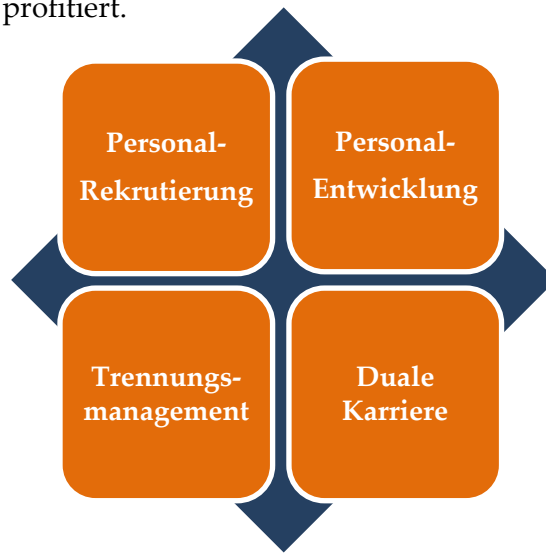 profitiert.
Personal-
Rekrutierung
Personal-
Entwicklung
Trennungs-
management
Duale
Karriere